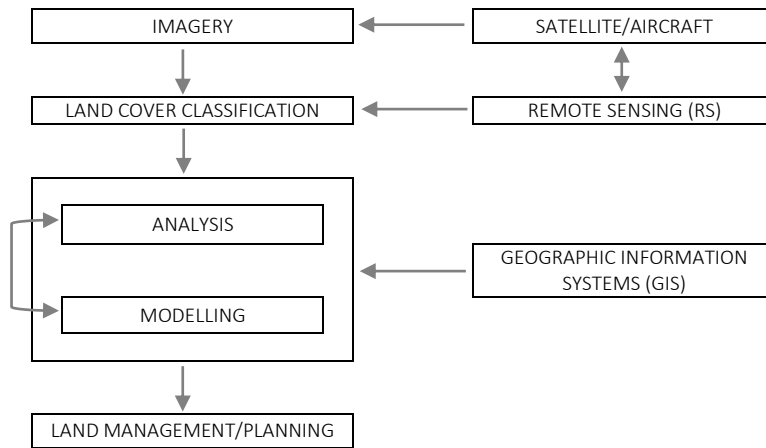 IMAGERY
SATELLITE/AIRCRAFT
LAND COVER CLASSIFICATION
REMOTE SENSING (RS)
ANALYSIS
GEOGRAPHIC INFORMATION
SYSTEMS (GIS)
MODELLING
LAND MANAGEMENT/PLANNING